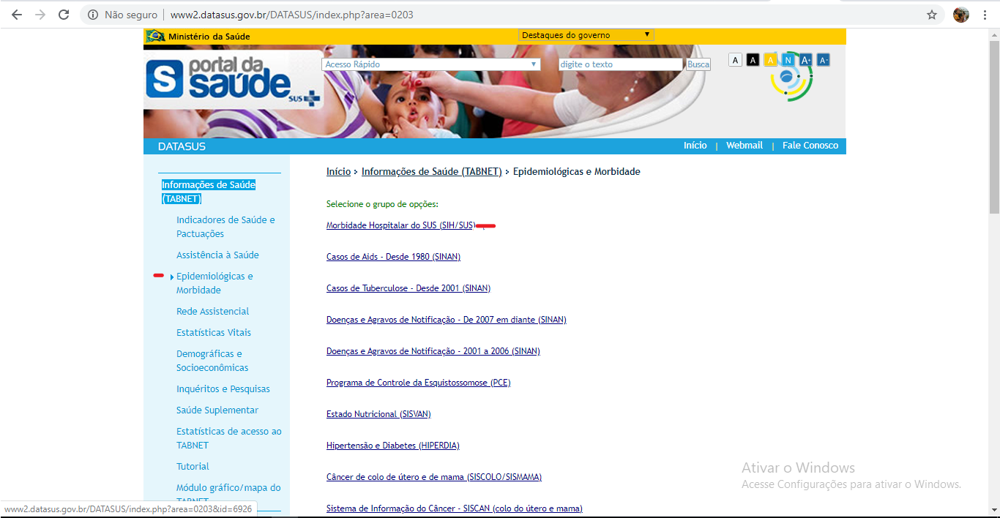 Não seguro | www2.datasus.gov.br/DATASUS/index.php?area=0203
Ministério da Saúde
Destaques do governo
portal da
saúde
SUS
Acesso Rápido
digite o texto
Busca
A A A N A+ A-
DATASUS
Início | Webmail | Fale Conosco
Informações de Saúde
(TABNET)
Indicadores de Saúde e
Pactuações
Assistência à Saúde
Epidemiológicas e
Morbidade
Rede Assistencial
Estatísticas Vitais
Demográficas e
Socioeconômicas
Inquéritos e Pesquisas
Saúde Suplementar
Estatísticas de acesso ao
TABNET
Tutorial
Módulo gráfico/mapa do
TABNET
Início > Informações de Saúde (TABNET) > Epidemiológicas e Morbidade
Selecione o grupo de opções:
Morbidade Hospitalar do SUS (SIH/SUS)
Casos de Aids - Desde 1980 (SINAN)
Casos de Tuberculose - Desde 2001 (SINAN)
Doenças e Agravos de Notificação - De 2007 em diante (SINAN)
Doenças e Agravos de Notificação - 2001 a 2006 (SINAN)
Programa de Controle da Esquistossomose (PCE)
Estado Nutricional (SISVAN)
Hipertensão e Diabetes (HIPERDIA)
Câncer de colo de útero e de mama (SISCOLO/SISMAMA)
Sistema de Informação do Câncer - SISCAN (colo do útero e mama)
Ativar o Windows
Acesse Configurações para ativar o Windows.
www2.datasus.gov.br/DATASUS/index.php?area=0203&id=6926